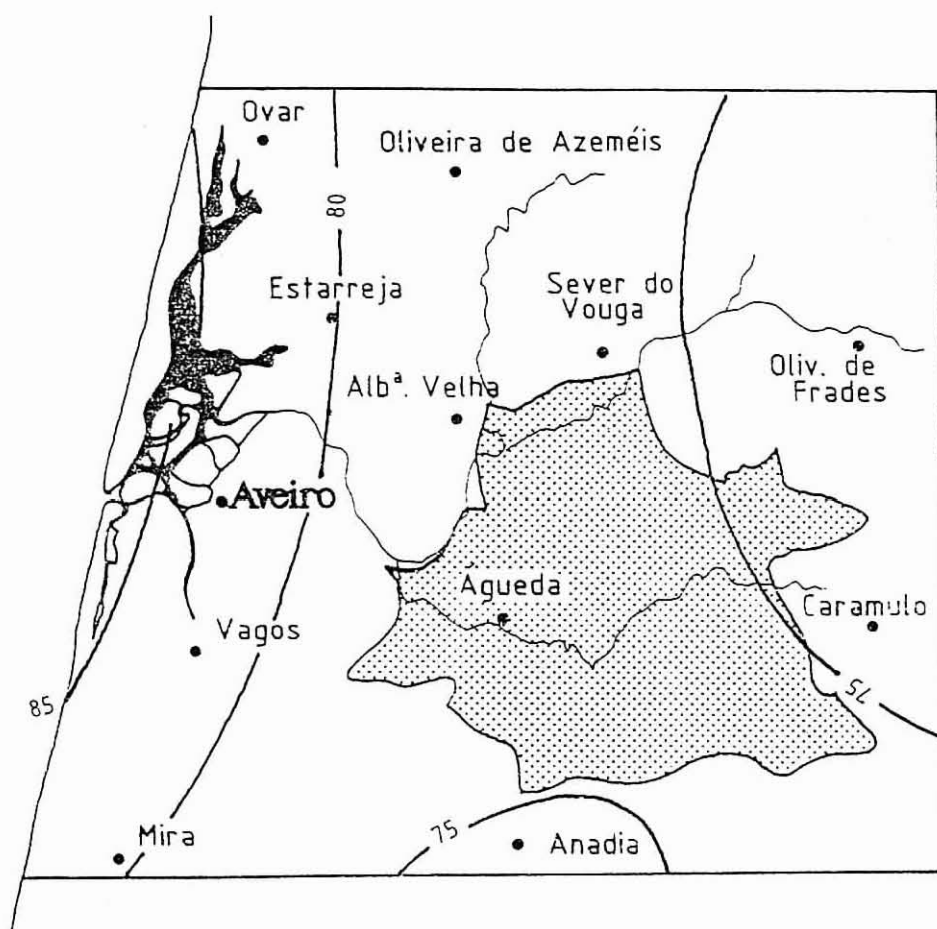 Ovar
Oliveira de Azeméis
80
Estarreja
Sever do
Vouga
Oliv. de
Frades
Albª. Velha
Aveiro
Agueda
Caramulo
Vagos
85
75
Mira
75
Anadia